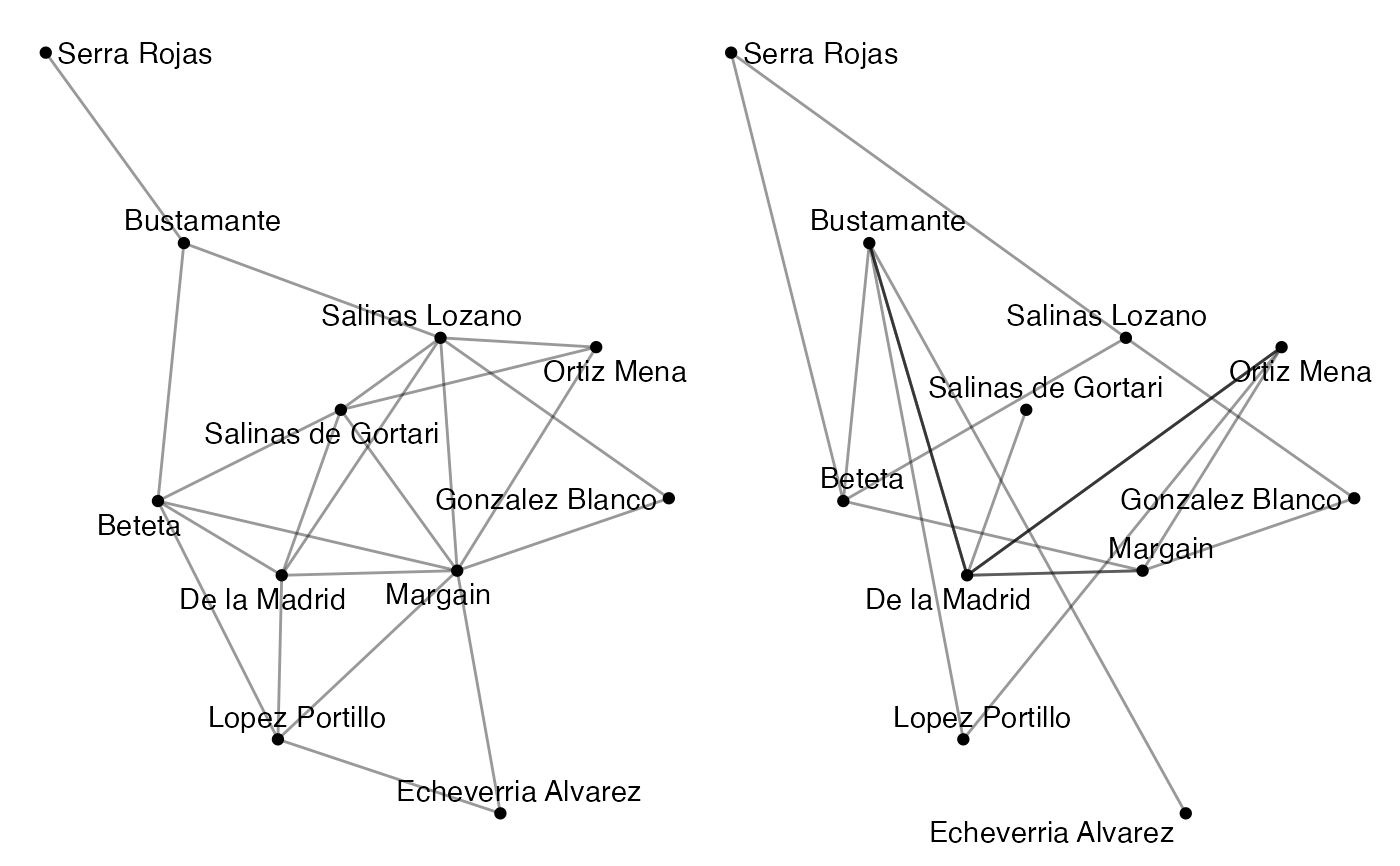 Serra Rojas
Bustamante
Salinas Lozano
Ortiz Mena
Salinas de Gortari
Gonzalez Blanco
Beteta
De la Madrid
Margain
Lopez Portillo
Echeverria Alvarez
Serra Rojas
Bustamante
Salinas Lozano
Ortiz Mena
Salinas de Gortari
Beteta
Gonzalez Blanco
Margain
De la Madrid
Lopez Portillo
Echeverria Alvarez